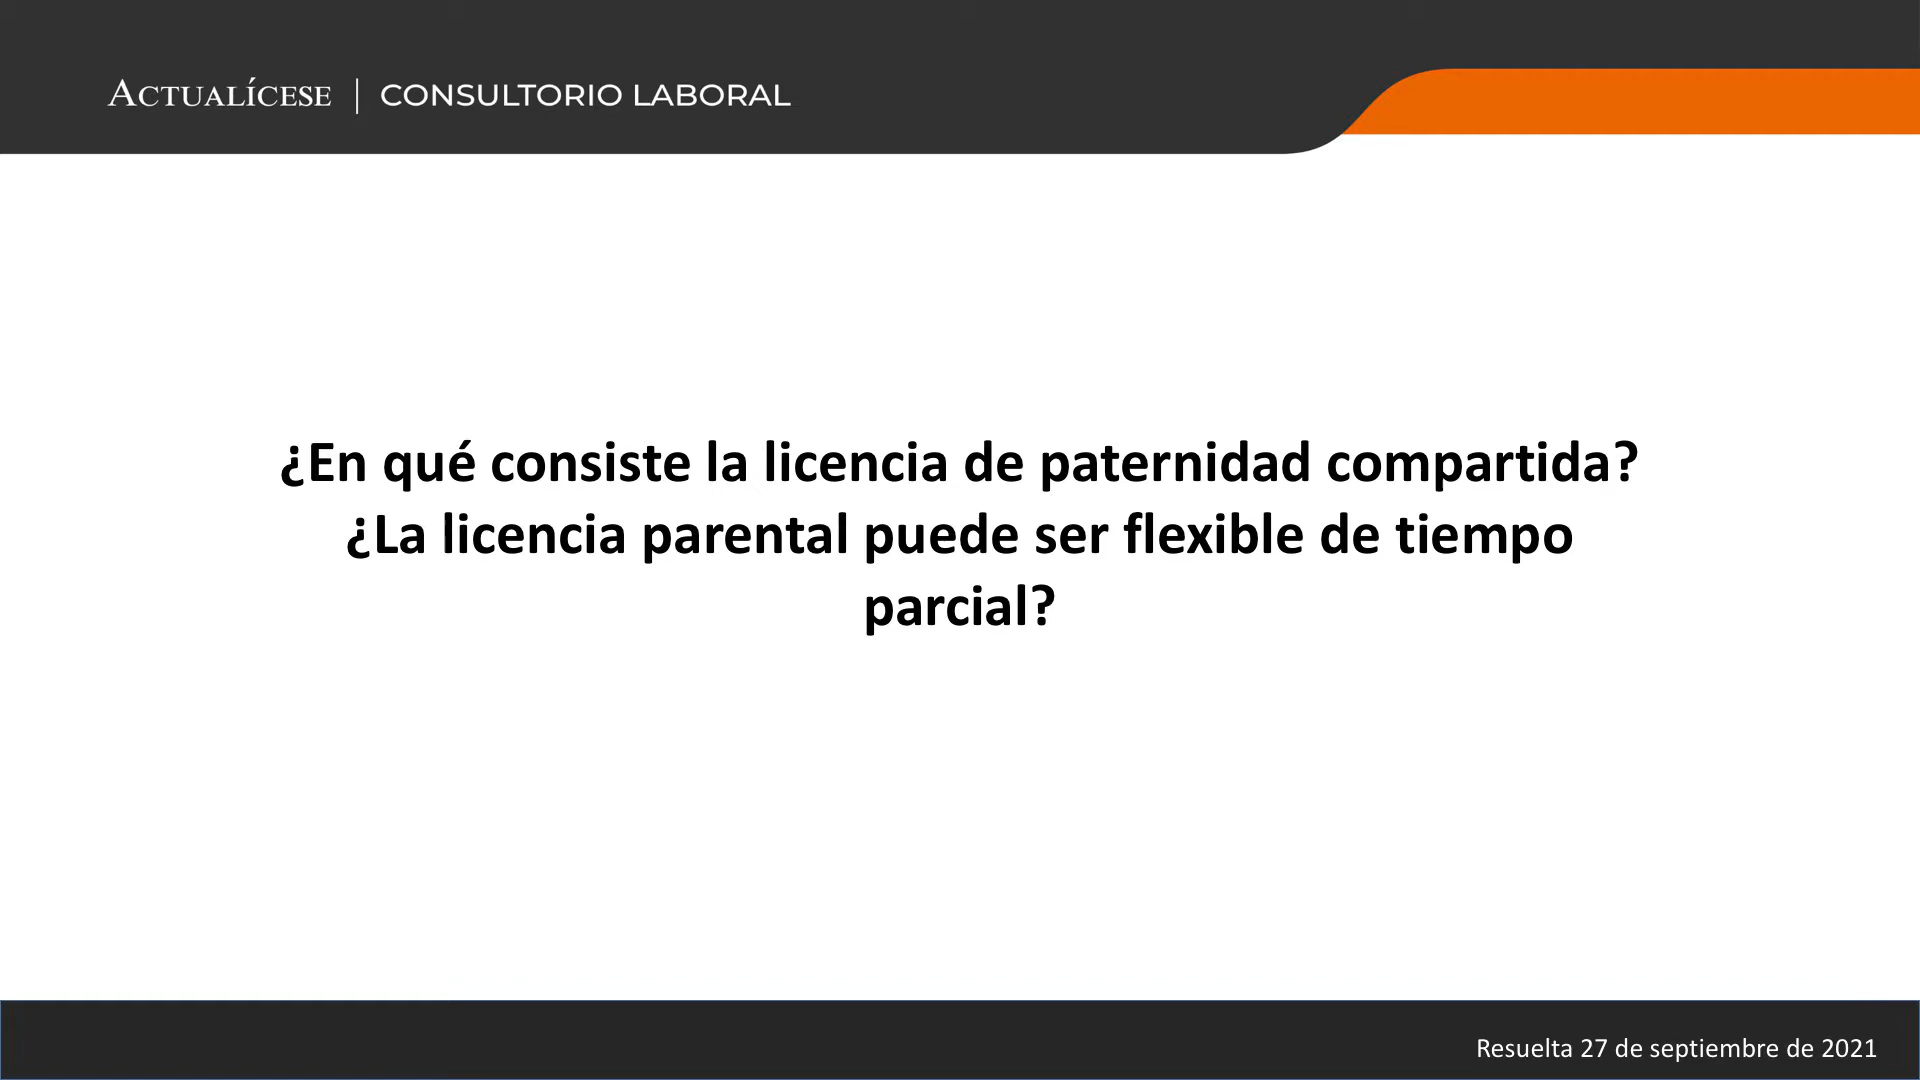 ACTUALÍCESE | CONSULTORIO LABORAL
¿En qué consiste la licencia de paternidad compartida?
¿La licencia parental puede ser flexible de tiempo
parcial?
Resuelta 27 de septiembre de 2021